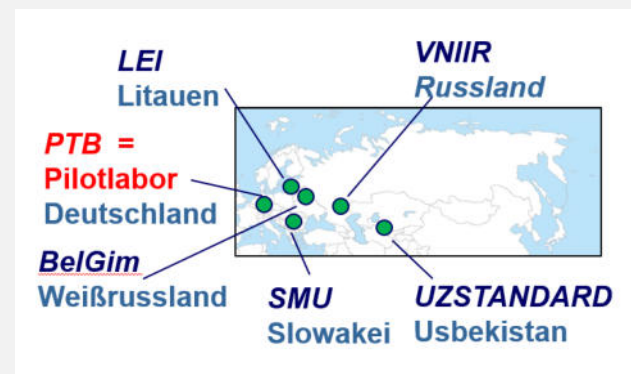 LEI
Litauen
VNIIR
Russland
PTB =
Pilotlabor
Deutschland
BelGim
Weißrussland
SMU
Slowakei
UZSTANDARD
Usbekistan